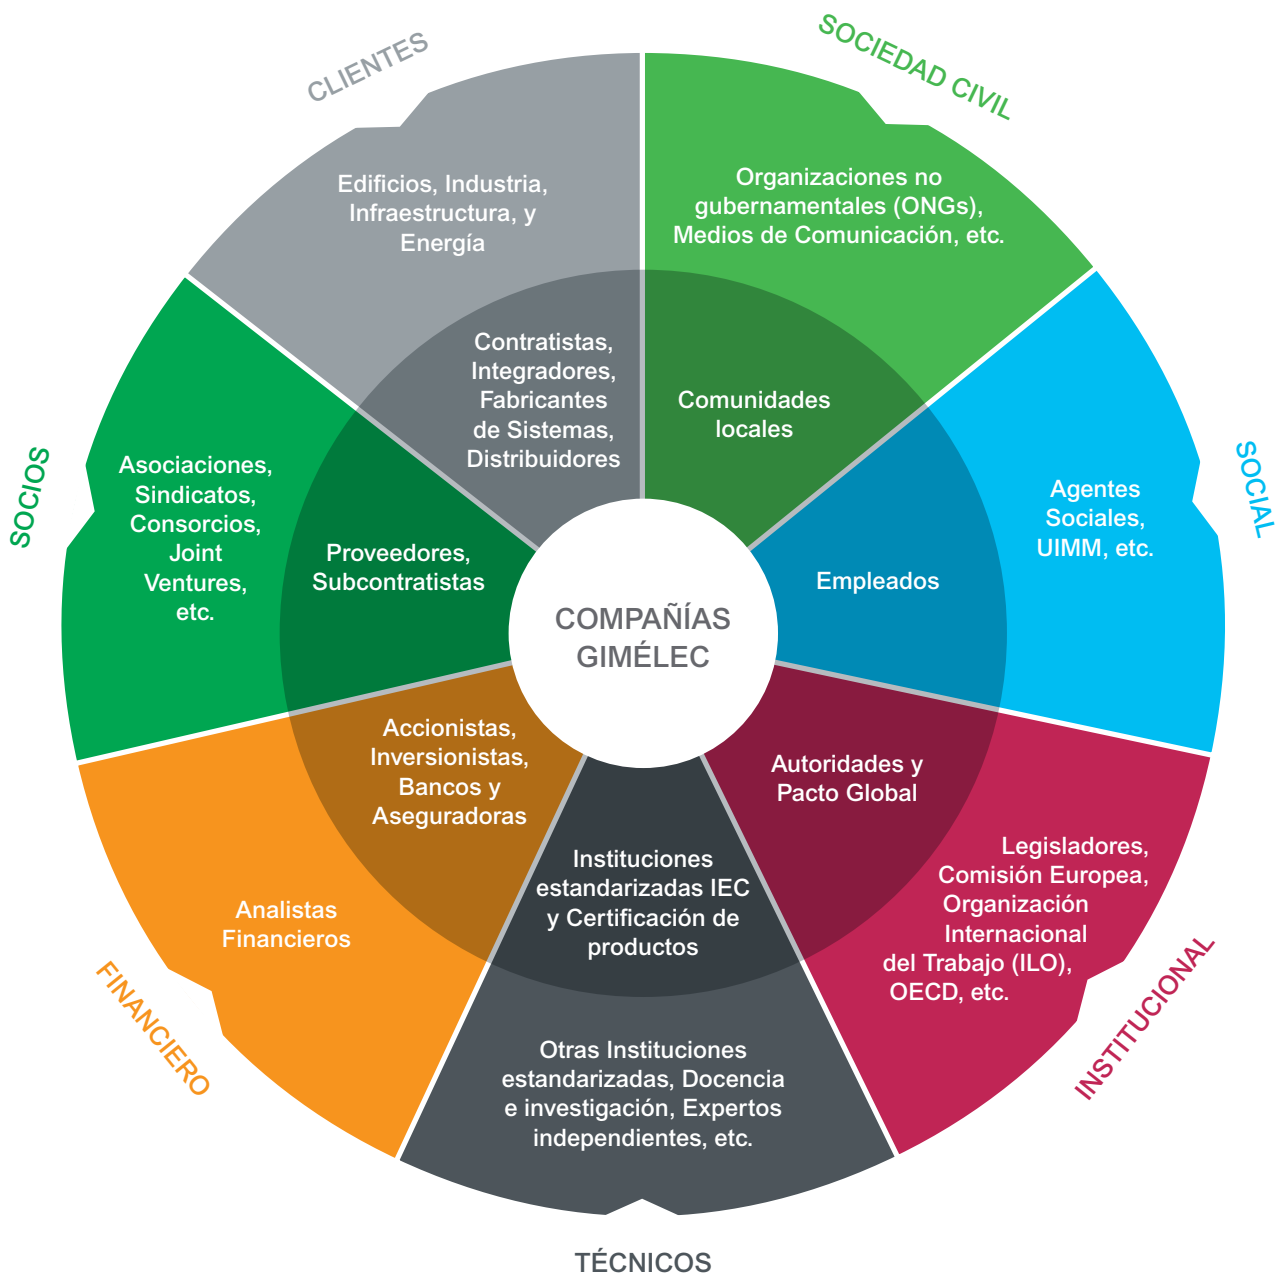 CLIENTES
Edificios, Industria,
Infraestructura, y
Energía
Contratistas,
Integradores,
Fabricantes
de Sistemas,
Distribuidores
SOCIEDAD CIVIL
Organizaciones no
gubernamentales (ONGs),
Medios de Comunicación, etc.
Comunidades
locales
SOCIAL
Agentes
Sociales,
UIMM, etc.
Empleados
INSTITUCIONAL
Autoridades y
Pacto Global
Legisladores,
Comisión Europea,
Organización
Internacional
del Trabajo (ILO),
OECD, etc.
TÉCNICOS
Instituciones
estandarizadas IEC
y Certificación de
productos
Otras Instituciones
estandarizadas, Docencia
e investigación, Expertos
independientes, etc.
FINANCIERO
Accionistas,
Inversionistas,
Bancos y
Aseguradoras
Analistas
Financieros
SOCIOS
Asociaciones,
Sindicatos,
Consorcios,
Joint
Ventures,
etc.
Proveedores,
Subcontratistas
COMPAÑÍAS
GIMÉLEC